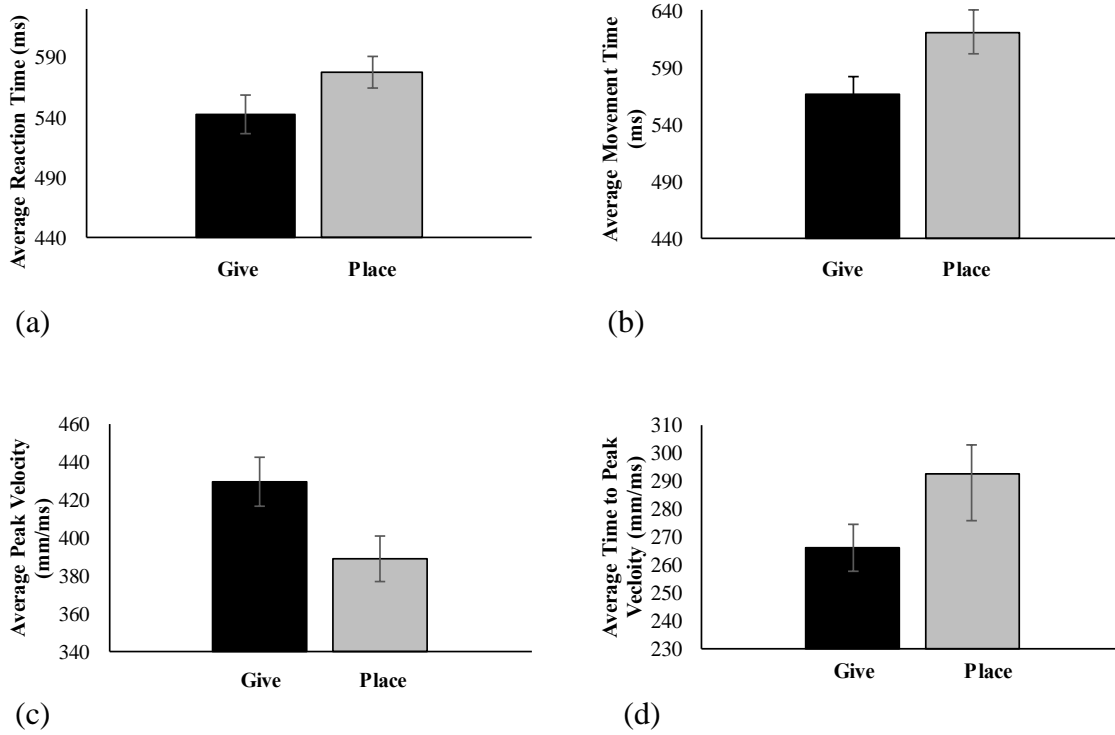 Average Reaction Time (ms)
590
540
490
440
Give Place
(a)
Average Movement Time
(ms)
640
590
540
490
440
Give Place
(b)
Average Peak Velocity
(mm/ms)
460
440
420
400
380
360
340
Give Place
(c)
Average Time to Peak
Vecloity (mm/ms)
310
300
290
280
270
260
250
240
230
Give Place
(d)